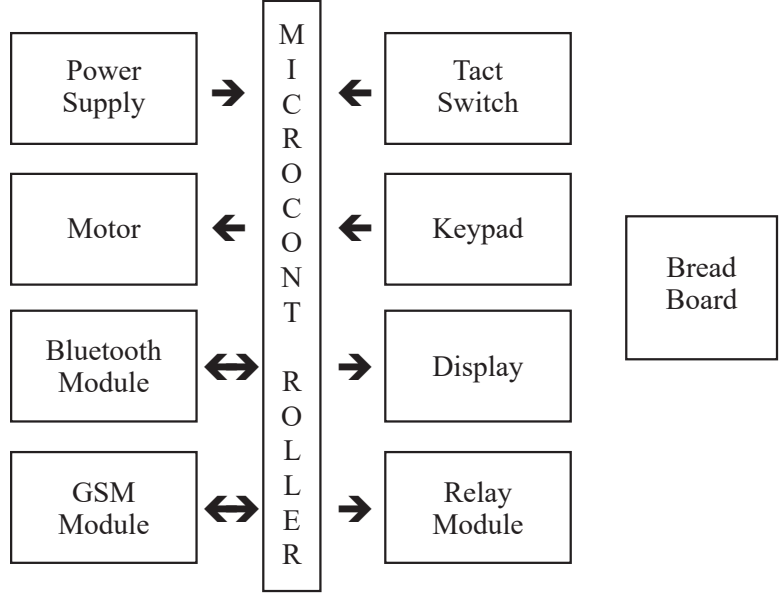 Power
Supply
Motor
Bluetooth
Module
GSM
Module
M
I
C
R
O
C
O
N
T
R
O
L
L
E
R
Tact
Switch
Keypad
Display
Relay
Module
Bread
Board